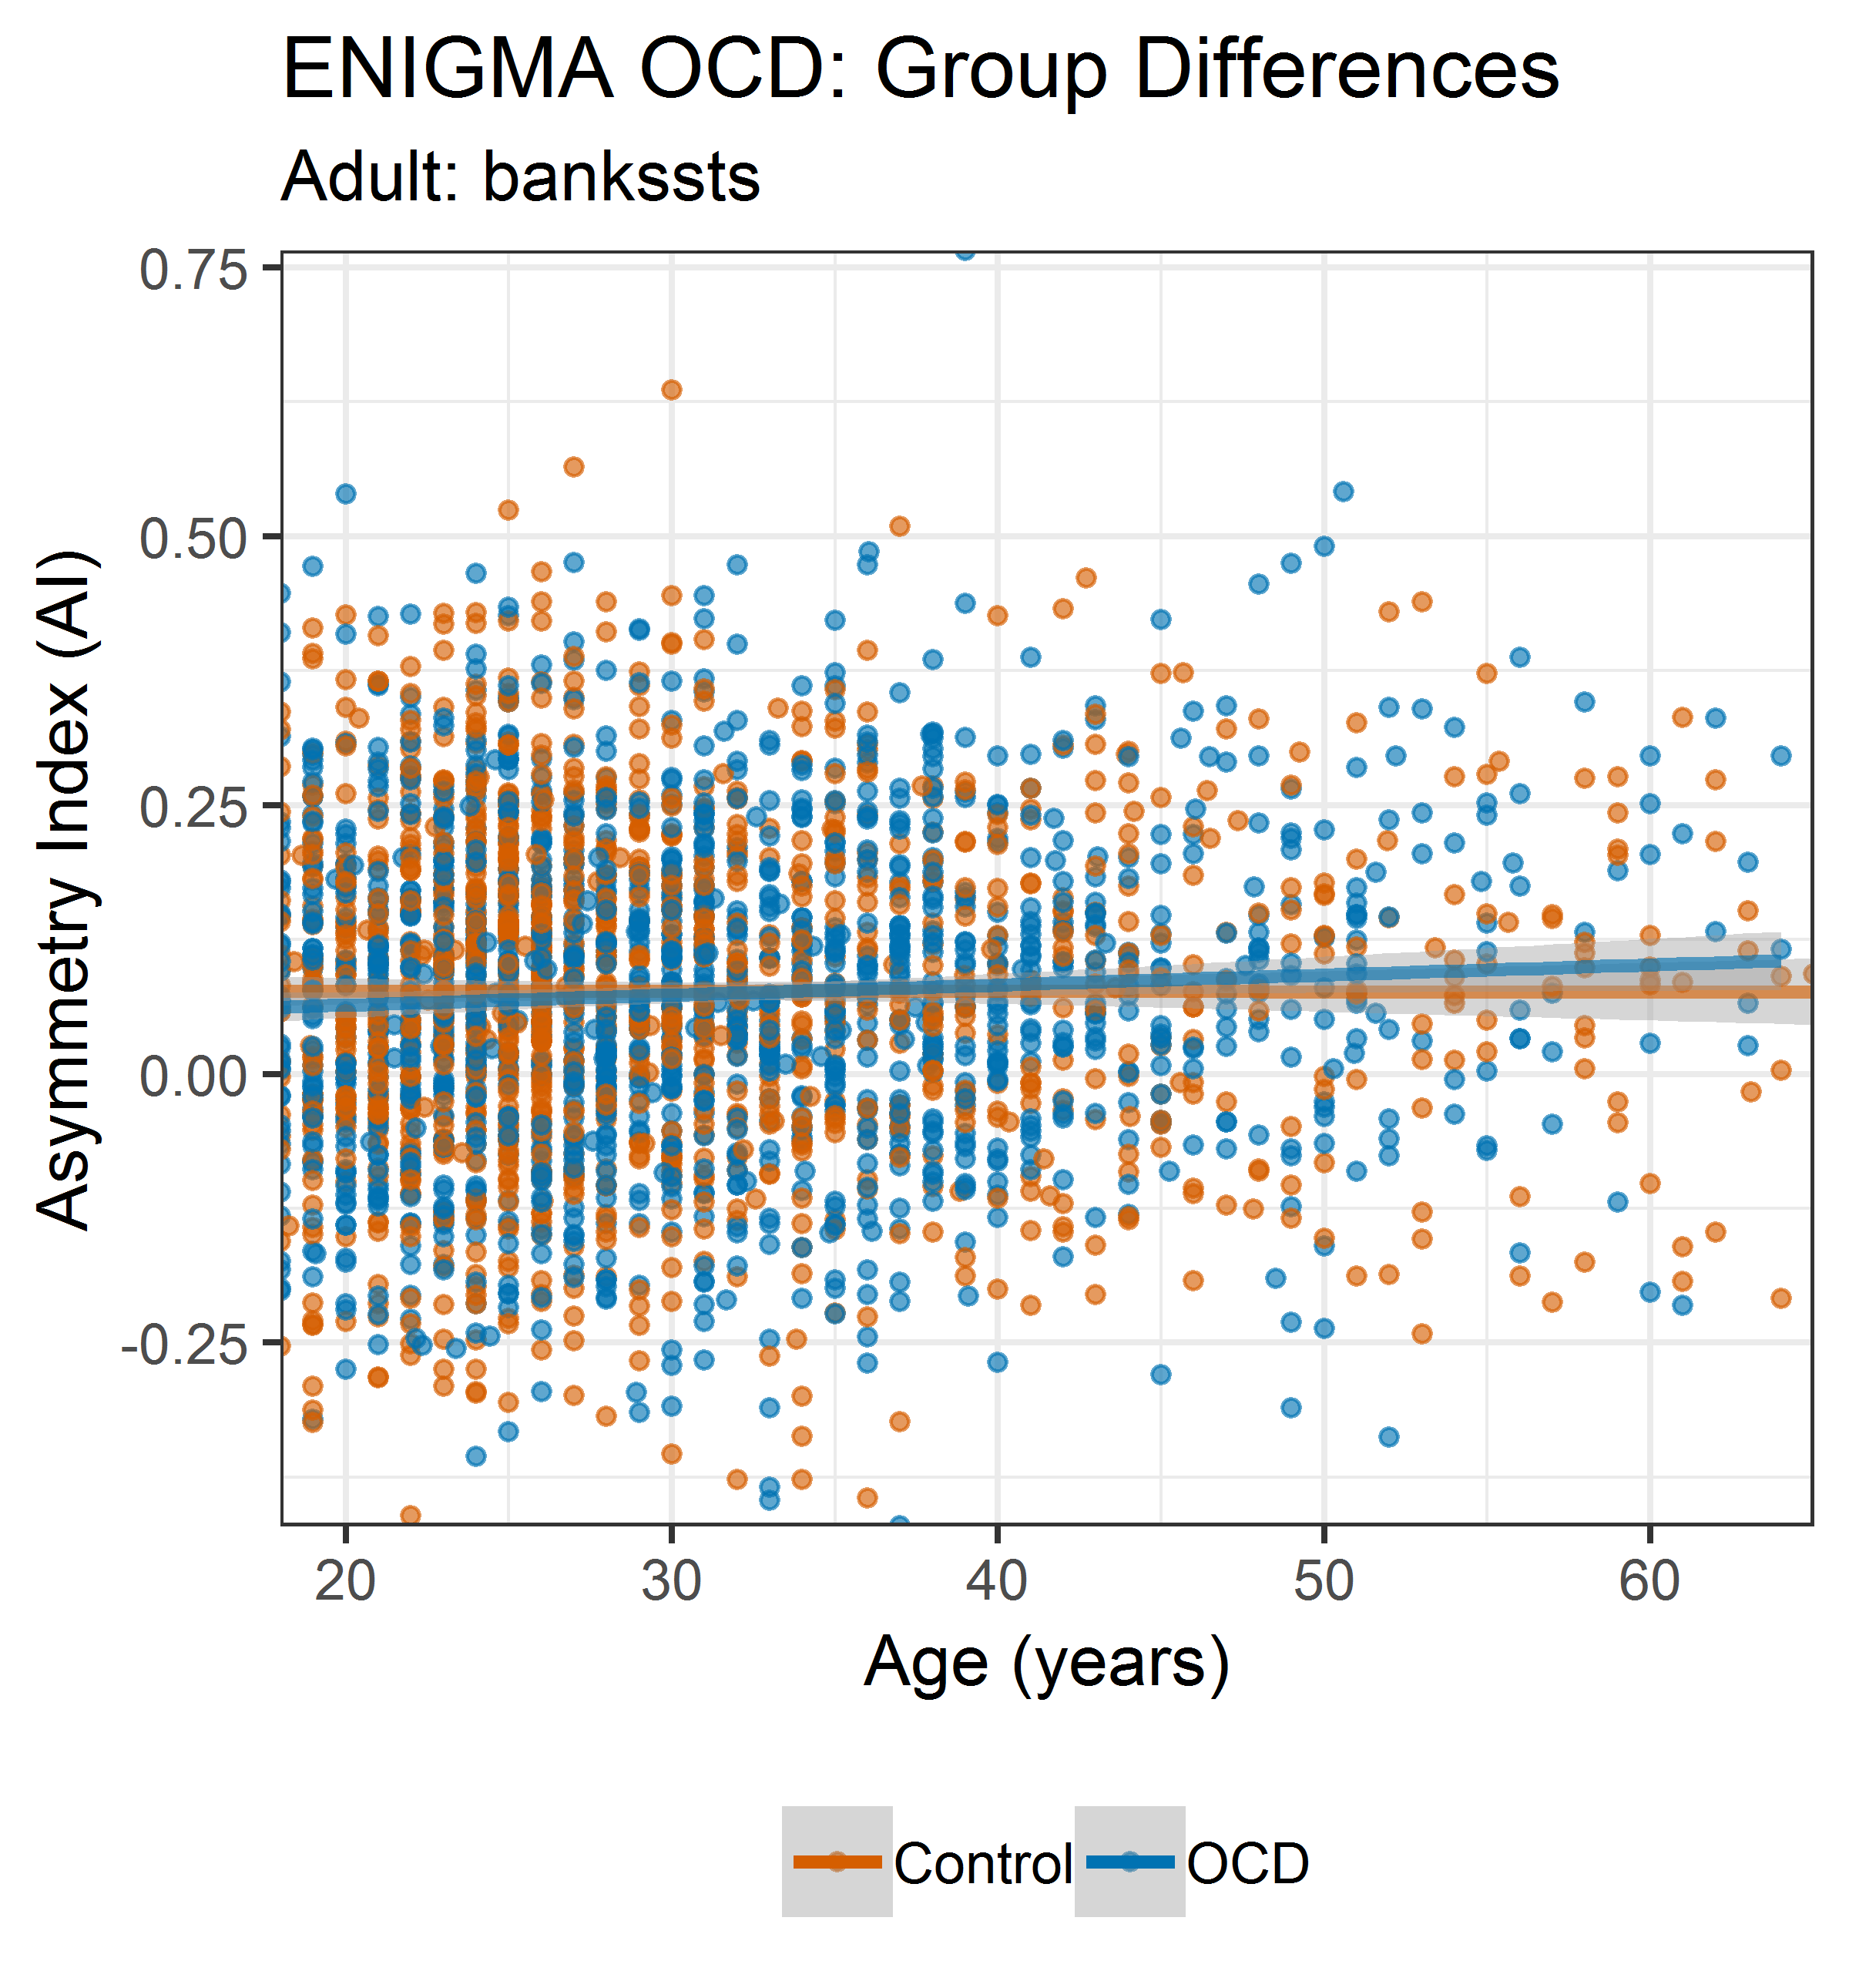 ENIGMA OCD: Group Differences
Adult: bankssts
0.75
0.50
0.25
0.00
-0.25
Asymmetry Index (AI)
20 30 40 50 60
Age (years)
Control OCD